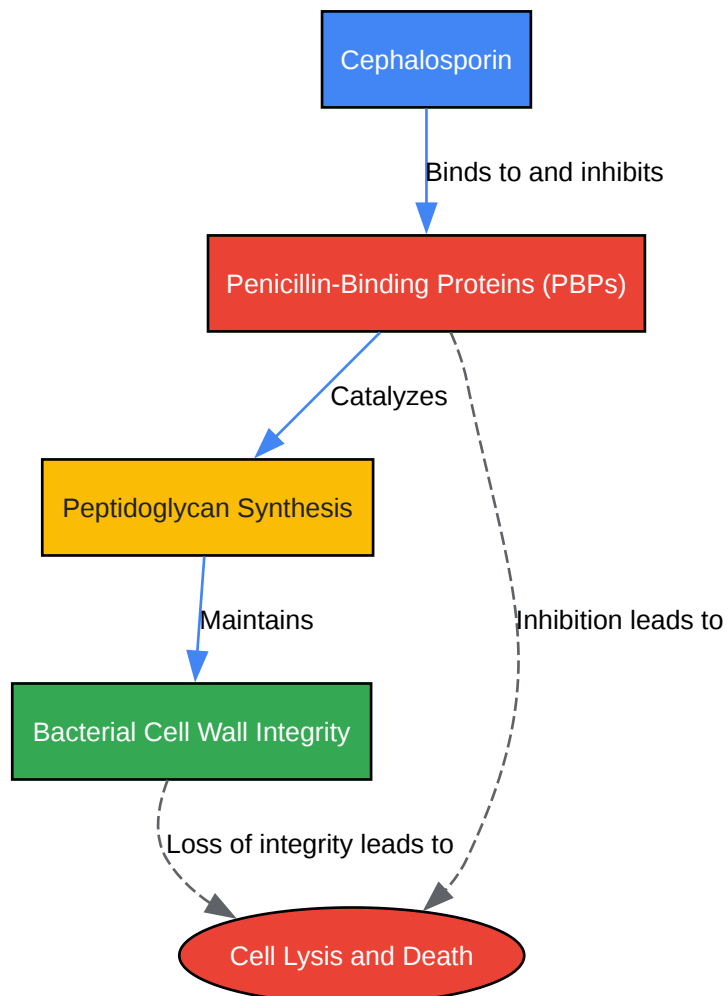 Cephalosporin
Binds to and inhibits
Penicillin-Binding Proteins (PBPs)
Catalyzes
Peptidoglycan Synthesis
Maintains
Inhibition leads to
Bacterial Cell Wall Integrity
Loss of integrity leads to
Cell Lysis and Death